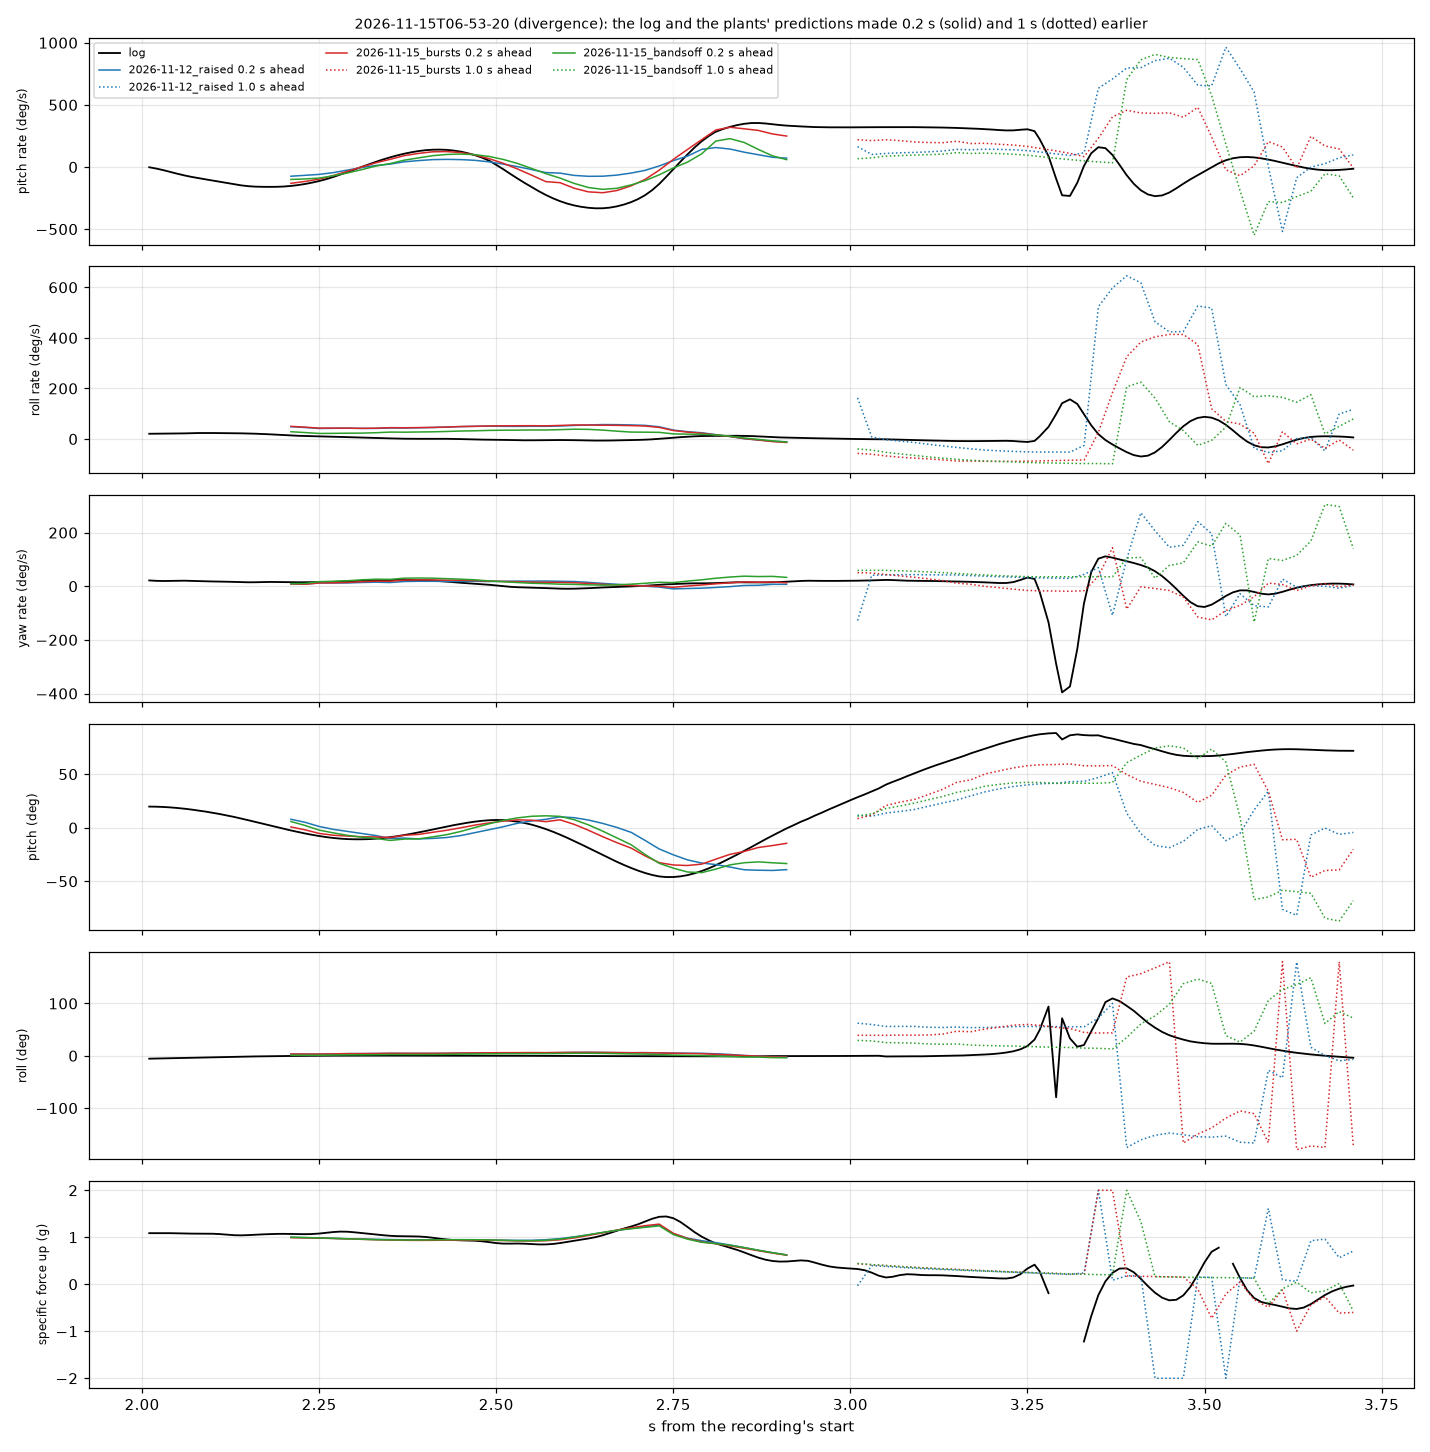 2026-11-15T06-53-20 (divergence): the log and the plants' predictions made 0.2 s (solid) and 1 s (dotted) earlier
log
2026-11-12_raised 0.2 s ahead
2026-11-12_raised 1.0 s ahead
2026-11-15_bursts 0.2 s ahead
2026-11-15_bursts 1.0 s ahead
2026-11-15_bandsoff 0.2 s ahead
2026-11-15_bandsoff 1.0 s ahead
pitch rate (deg/s)
1000
500
0
−500
roll rate (deg/s)
600
400
200
0
yaw rate (deg/s)
200
0
−200
−400
pitch (deg)
50
0
−50
roll (deg)
100
0
−100
specific force up (g)
2
1
0
−1
−2
2.00 2.25 2.50 2.75 3.00 3.25 3.50 3.75
s from the recording's start